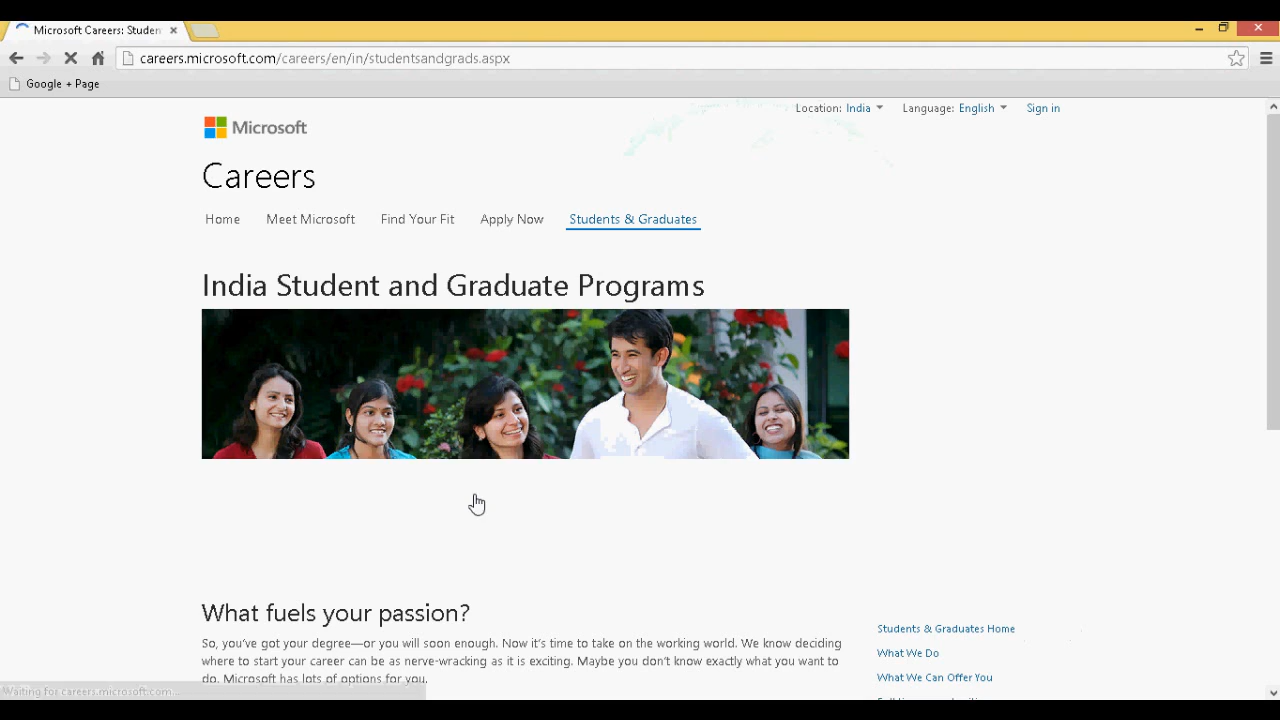 Microsoft Careers: Studen
careers.microsoft.com/careers/en/in/studentsandgrads.aspx
Google + Page
Location: India Language: English Sign in
Microsoft
Careers
Home Meet Microsoft Find Your Fit Apply Now Students & Graduates
India Student and Graduate Programs
What fuels your passion?
So, you've got your degree—or you will soon enough. Now it's time to take on the working world. We know deciding
where to start your career can be as nerve-wracking as it is exciting. Maybe you don't know exactly what you want to
do. Microsoft has lots of options for you.
Students & Graduates Home
What We Do
What We Can Offer You
Waiting for careers.microsoft.com...